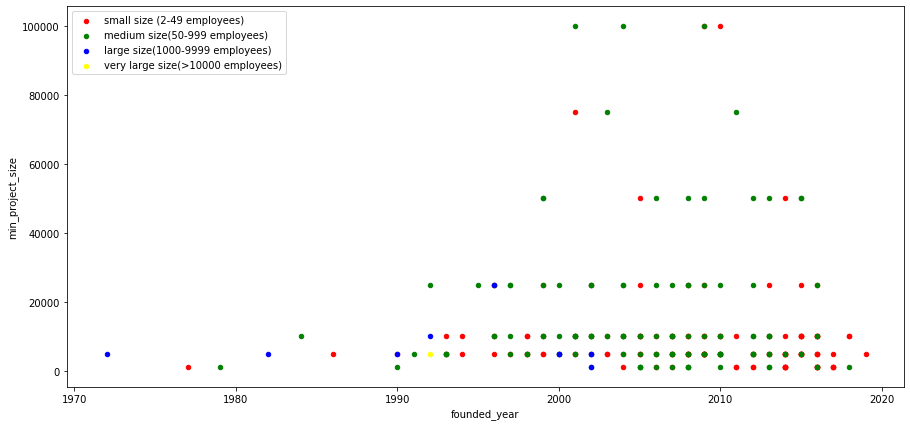 small size (2-49 employees)
medium size(50-999 employees)
large size(1000-9999 employees)
very large size(>10000 employees)
100000
80000
60000
40000
20000
0
min_project_size
1970
1980
1990
2000
2010
2020
founded_year